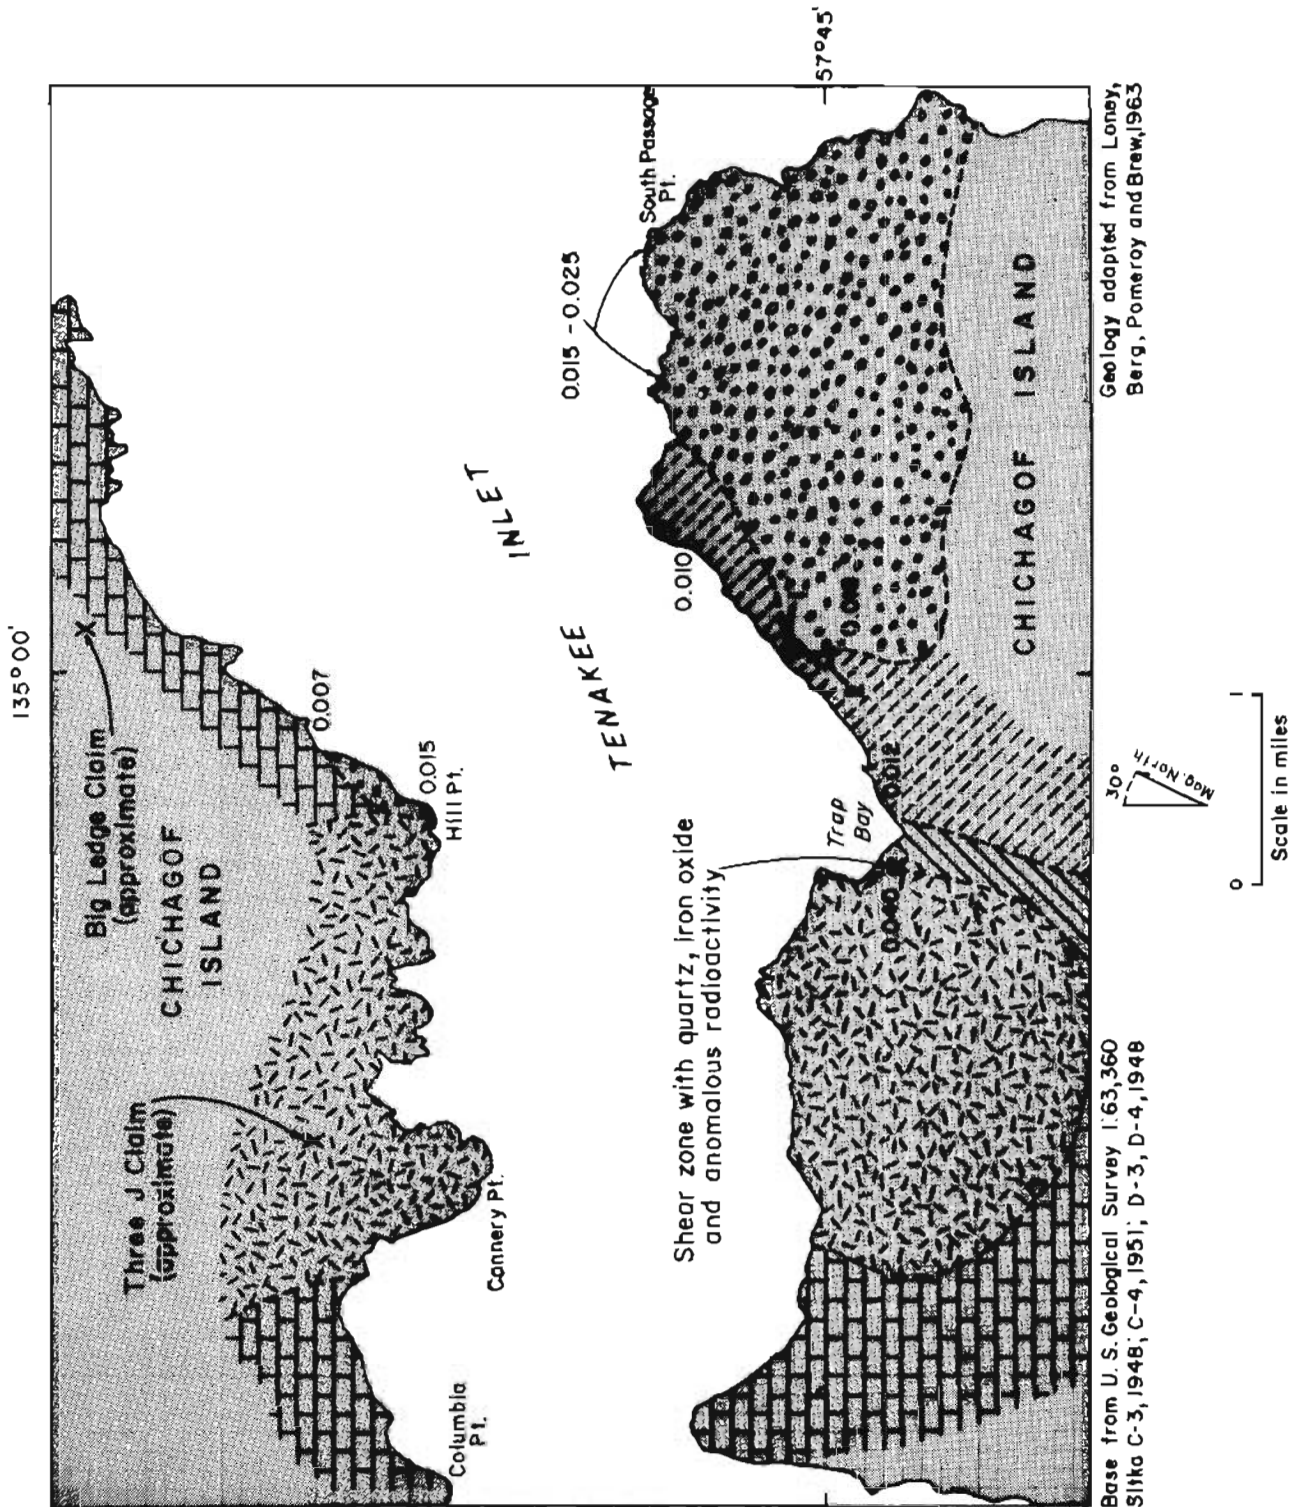 135°00'
Big Ledge Claim
(approximate)
CHICHAGOF
ISLAND
Three J Claim
(approximate)
0.007
0.015
Hill Pt.
Cannery Pt.
Columbia
Pt.
TENAKEE INLET
0.015 - 0.025
South Passage
Pt.
0.010
57°45'
Shear zone with quartz, iron oxide
and anomalous radioactivity
Trap
Bay
0.012
0.040
CHICHAGOF ISLAND
Base from U. S. Geological Survey 1:63,360
Sitka C-3, 1948; C-4, 1951; D-3, D-4, 1948
Geology adapted from Loney,
Berg, Pomeroy and Brew, 1963
30°
Mag. North
0 1
Scale in miles